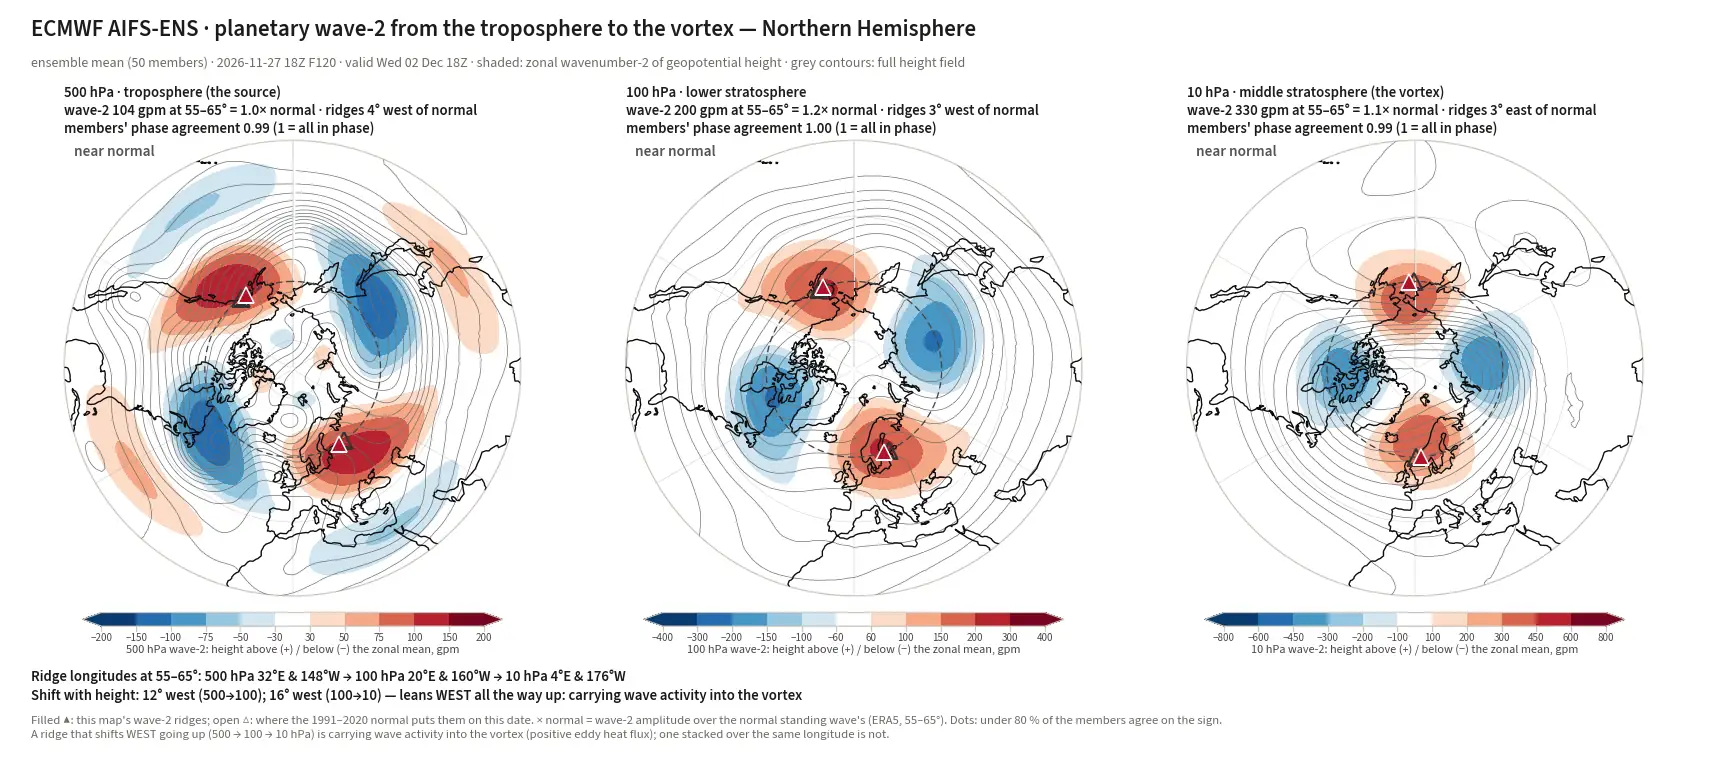 ECMWF AIFS-ENS · planetary wave-2 from the troposphere to the vortex — Northern Hemisphere
ensemble mean (50 members) · 2026-11-27 18Z F120 · valid Wed 02 Dec 18Z · shaded: zonal wavenumber-2 of geopotential height · grey contours: full height field
500 hPa · troposphere (the source)
wave-2 104 gpm at 55–65° = 1.0× normal · ridges 4° west of normal
members' phase agreement 0.99 (1 = all in phase)
near normal
100 hPa · lower stratosphere
wave-2 200 gpm at 55–65° = 1.2× normal · ridges 3° west of normal
members' phase agreement 1.00 (1 = all in phase)
near normal
10 hPa · middle stratosphere (the vortex)
wave-2 330 gpm at 55–65° = 1.1× normal · ridges 3° east of normal
members' phase agreement 0.99 (1 = all in phase)
near normal
−200 −150 −100 −75 −50 −30 30 50 75 100 150 200
500 hPa wave-2: height above (+) / below (−) the zonal mean, gpm
−400 −300 −200 −150 −100 −60 60 100 150 200 300 400
100 hPa wave-2: height above (+) / below (−) the zonal mean, gpm
−800 −600 −450 −300 −200 −100 100 200 300 450 600 800
10 hPa wave-2: height above (+) / below (−) the zonal mean, gpm
Ridge longitudes at 55–65°: 500 hPa 32°E & 148°W → 100 hPa 20°E & 160°W → 10 hPa 4°E & 176°W
Shift with height: 12° west (500→100); 16° west (100→10) — leans WEST all the way up: carrying wave activity into the vortex
Filled ▲: this map's wave-2 ridges; open △: where the 1991–2020 normal puts them on this date. × normal = wave-2 amplitude over the normal standing wave's (ERA5, 55–65°). Dots: under 80 % of the members agree on the sign.
A ridge that shifts WEST going up (500 → 100 → 10 hPa) is carrying wave activity into the vortex (positive eddy heat flux); one stacked over the same longitude is not.